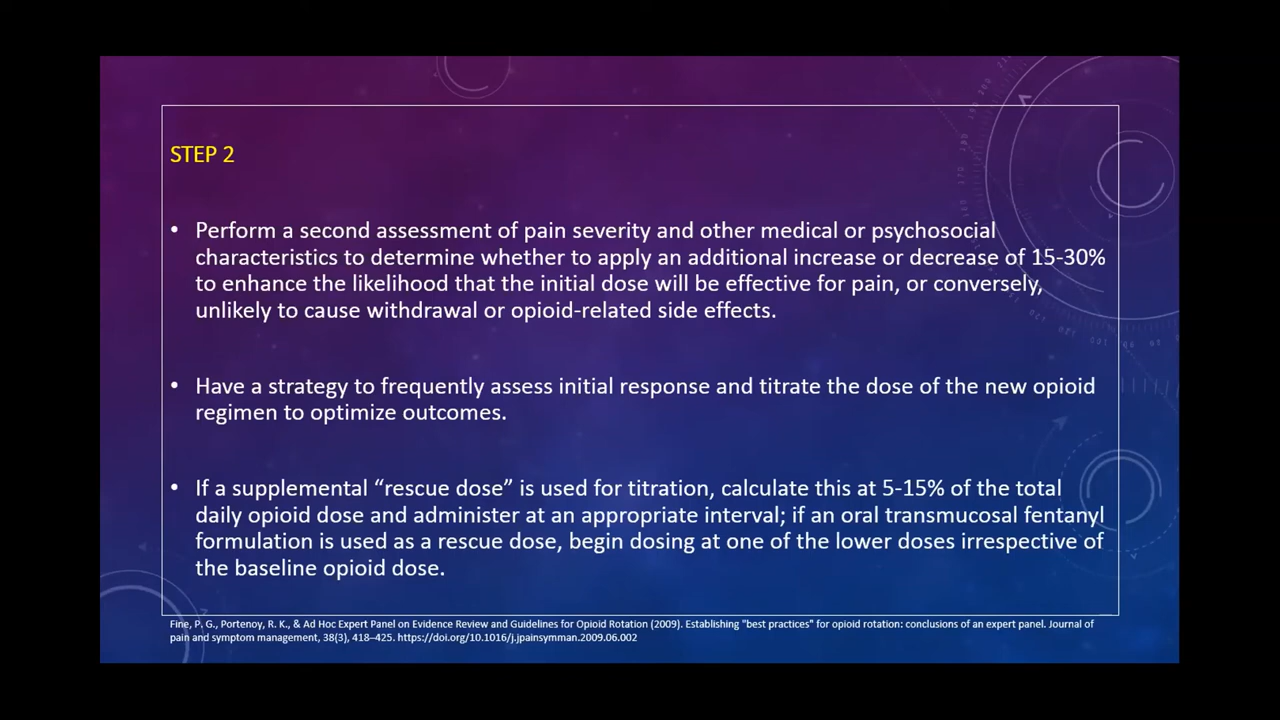 STEP 2
• Perform a second assessment of pain severity and other medical or psychosocial
characteristics to determine whether to apply an additional increase or decrease of 15-30%
to enhance the likelihood that the initial dose will be effective for pain, or conversely,
unlikely to cause withdrawal or opioid-related side effects.
• Have a strategy to frequently assess initial response and titrate the dose of the new opioid
regimen to optimize outcomes.
• If a supplemental “rescue dose” is used for titration, calculate this at 5-15% of the total
daily opioid dose and administer at an appropriate interval; if an oral transmucosal fentanyl
formulation is used as a rescue dose, begin dosing at one of the lower doses irrespective of
the baseline opioid dose.
Fine, P. G., Portenoy, R. K., & Ad Hoc Expert Panel on Evidence Review and Guidelines for Opioid Rotation (2009). Establishing "best practices" for opioid rotation: conclusions of an expert panel. Journal of
pain and symptom management, 38(3), 418–425. https://doi.org/10.1016/j.jpainsymman.2009.06.002